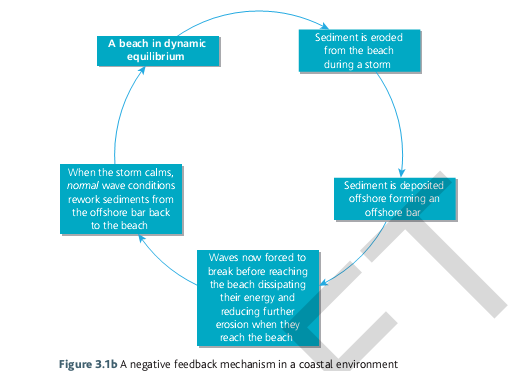 A beach in dynamic
equilibrium
Sediment is eroded
from the beach
during a storm
Sediment is deposited
offshore forming an
offshore bar
Waves now forced to
break before reaching
the beach dissipating
their energy and
reducing further
erosion when they
reach the beach
When the storm calms,
normal wave conditions
rework sediments from
the offshore bar back
to the beach
Figure 3.1b A negative feedback mechanism in a coastal environment